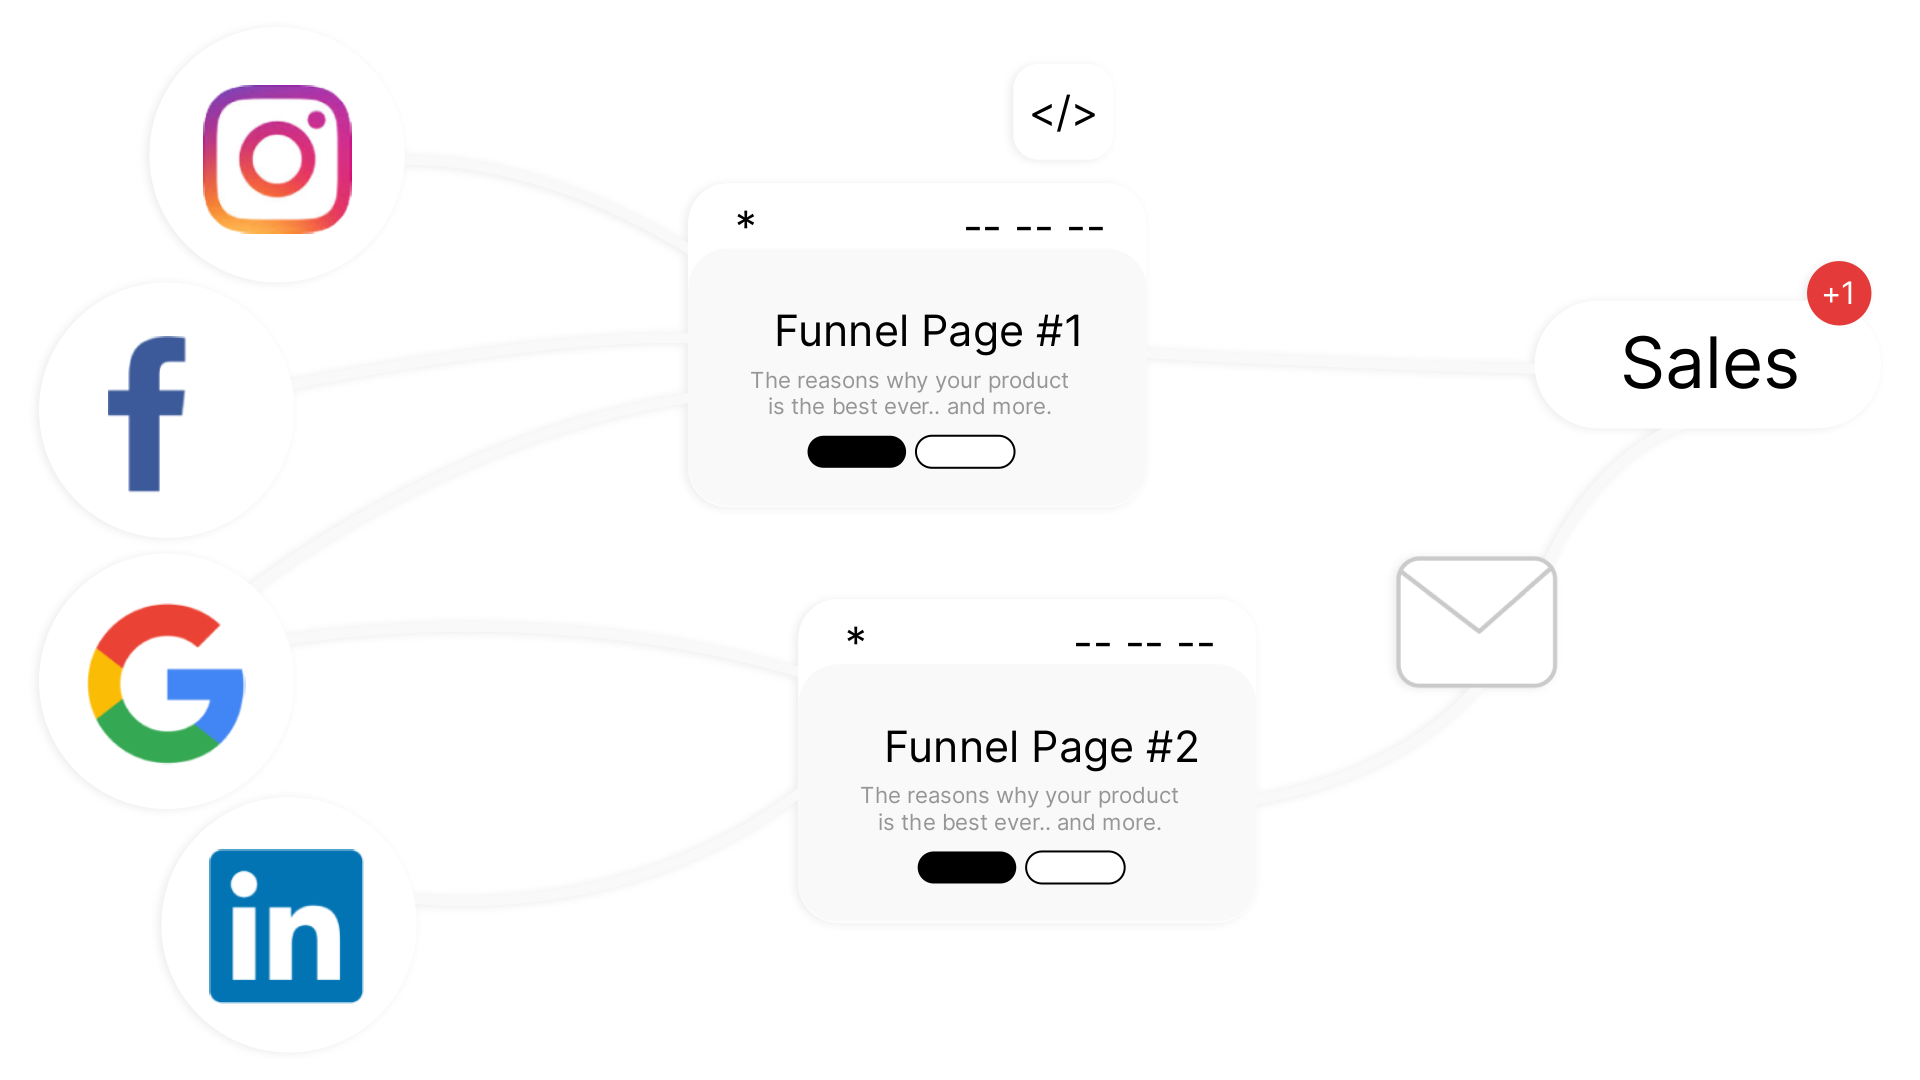 </>
* -- -- --
Funnel Page #1
The reasons why your product
is the best ever.. and more.
+1
Sales
* -- -- --
Funnel Page #2
The reasons why your product
is the best ever.. and more.
in